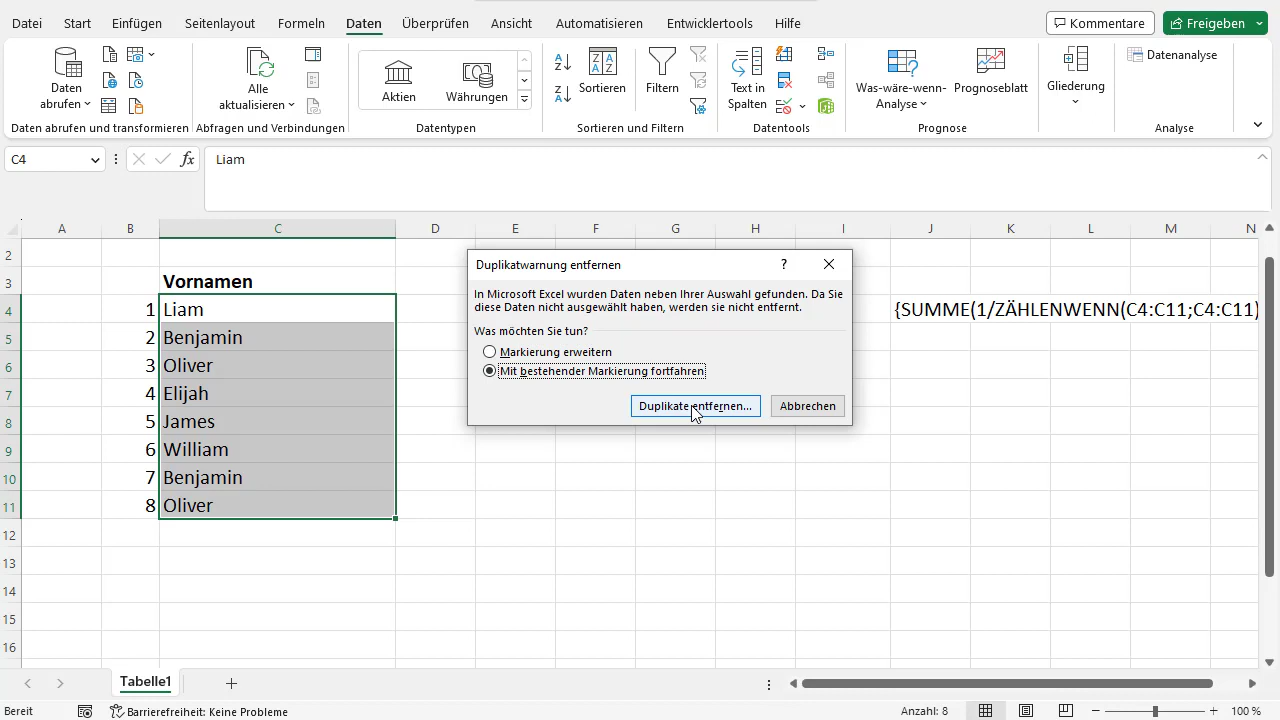 Datei Start Einfügen Seitenlayout Formeln Daten Überprüfen Ansicht Automatisieren Entwicklertools Hilfe Kommentare Freigeben
Daten abrufen
Alle aktualisieren
Aktien
Währungen
Sortieren
Filtern
Text in Spalten
Was-wäre-wenn-Analyse
Prognoseblatt
Gliederung
Datenanalyse
Daten abrufen und transformieren Abfragen und Verbindungen Datentypen Sortieren und Filtern Datentools Prognose Analyse
C4 fx Liam
A B C D E F G H I J K L M N
2
3 Vornamen
4 1 Liam {SUMME(1/ZÄHLENWENN(C4:C11;C4:C11)
5 2 Benjamin
6 3 Oliver
7 4 Elijah
8 5 James
9 6 William
10 7 Benjamin
11 8 Oliver
12
13
14
15
16
Duplikatwarnung entfernen ?
In Microsoft Excel wurden Daten neben Ihrer Auswahl gefunden. Da Sie
diese Daten nicht ausgewählt haben, werden sie nicht entfernt.
Was möchten Sie tun?
Markierung erweitern
Mit bestehender Markierung fortfahren
Duplikate entfernen... Abbrechen
Tabelle1
Bereit Barrierefreiheit: Keine Probleme Anzahl: 8 100 %